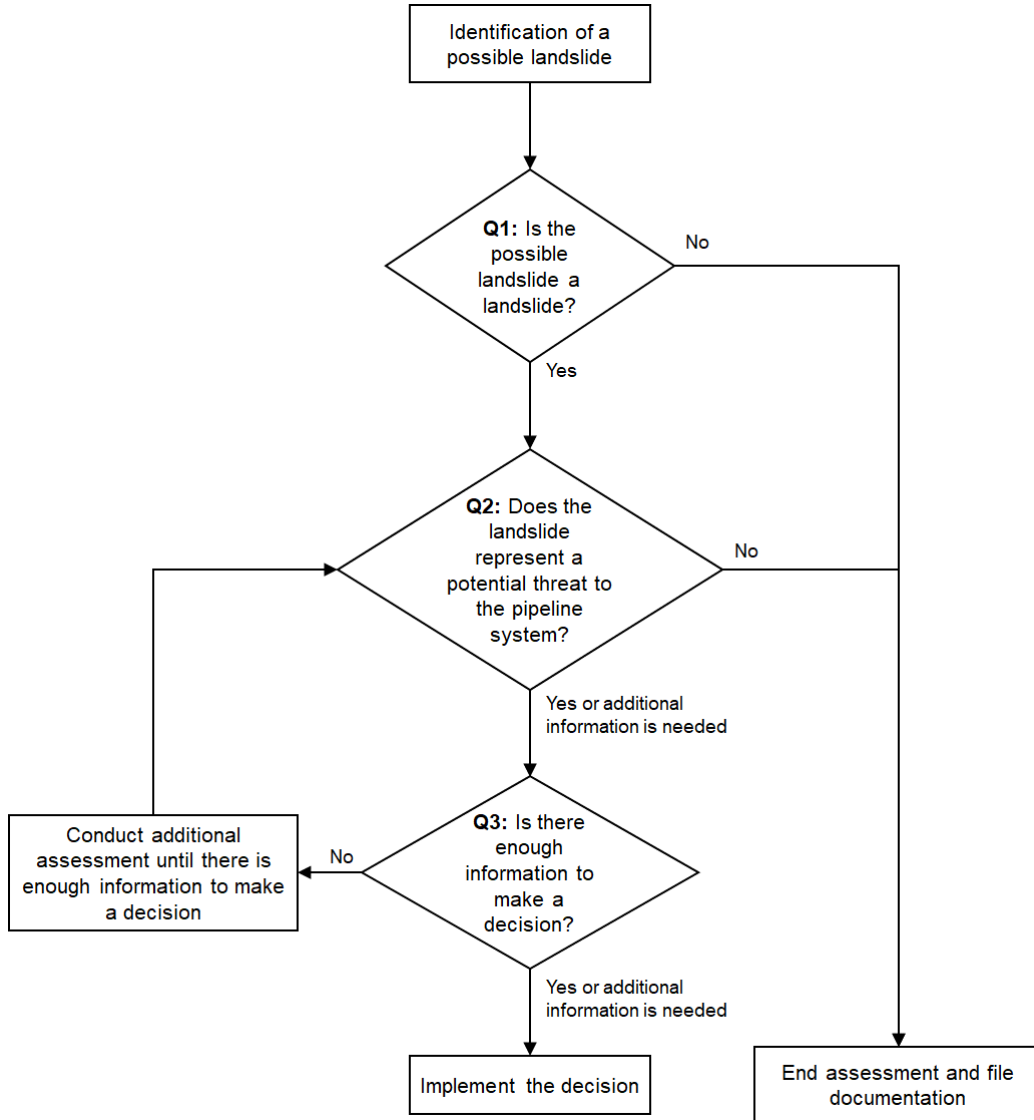 Identification of a
possible landslide
Q1: Is the
possible
landslide a
landslide?
No
Yes
Q2: Does the
landslide
represent a
potential threat to
the pipeline
system?
No
Yes or additional
information is needed
Q3: Is there
enough
information to
make a
decision?
No
Conduct additional
assessment until there is
enough information to make
a decision
Yes or additional
information is needed
Implement the decision
End assessment and file
documentation